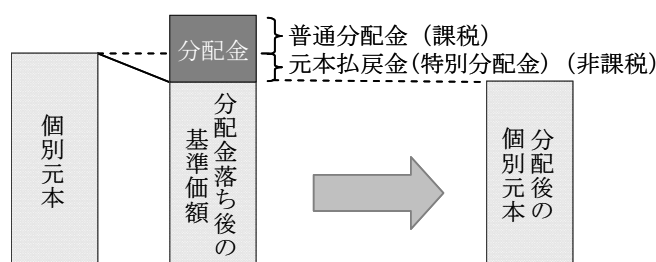 普通分配金（課税）
分配金
元本払戻金(特別分配金)（非課税）
個別元本
分配金落ち後の
基準価額
分配後の
個別元本